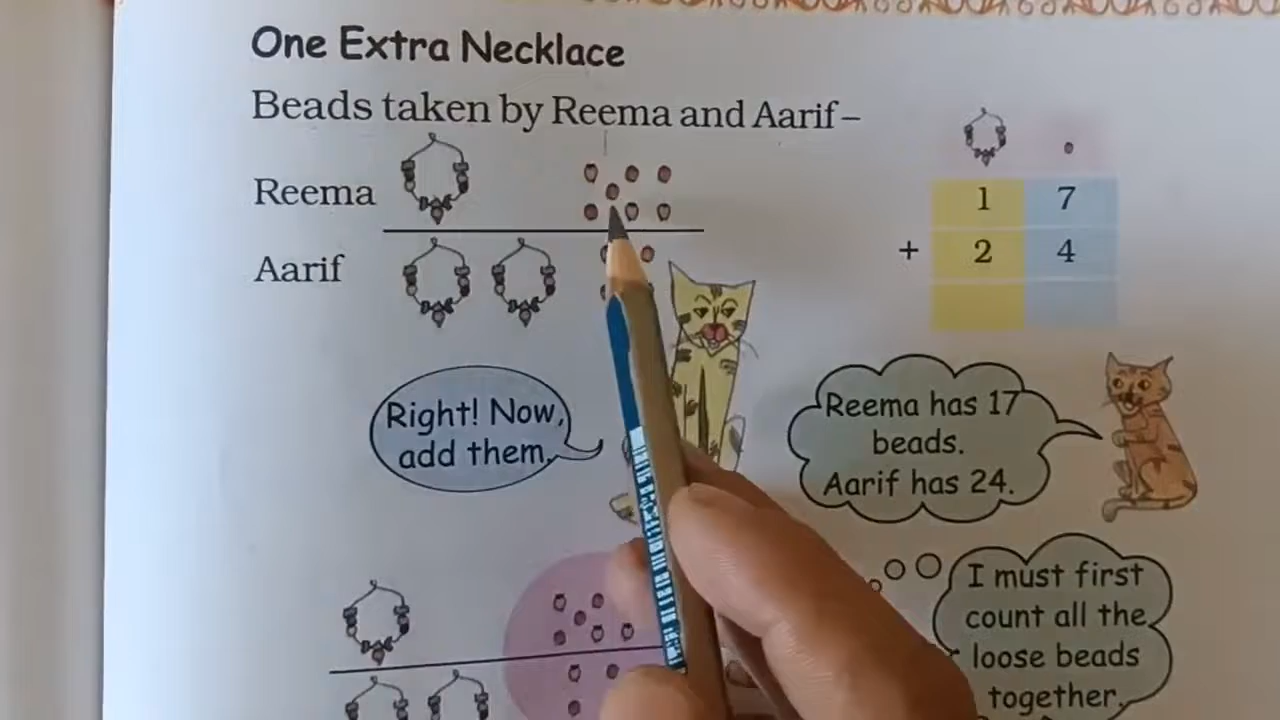 One Extra Necklace
Beads taken by Reema and Aarif –
Reema
Aarif
1 7
+ 2 4
Right! Now,
add them.
Reema has 17
beads.
Aarif has 24.
I must first
count all the
loose beads
together.